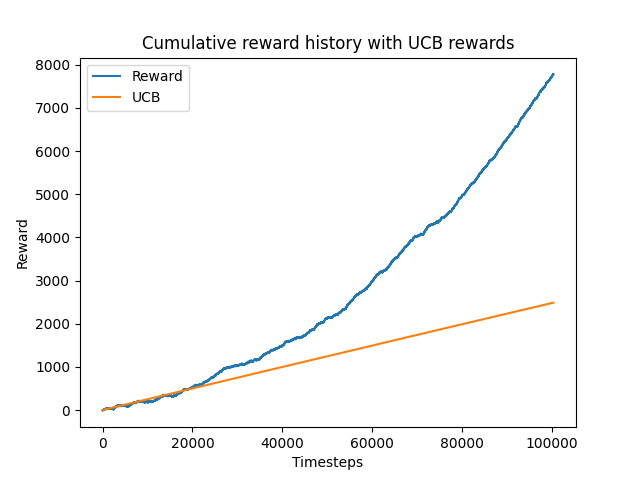 Cumulative reward history with UCB rewards
Reward
UCB
8000
7000
6000
5000
4000
3000
2000
1000
0
Reward
0 20000 40000 60000 80000 100000
Timesteps